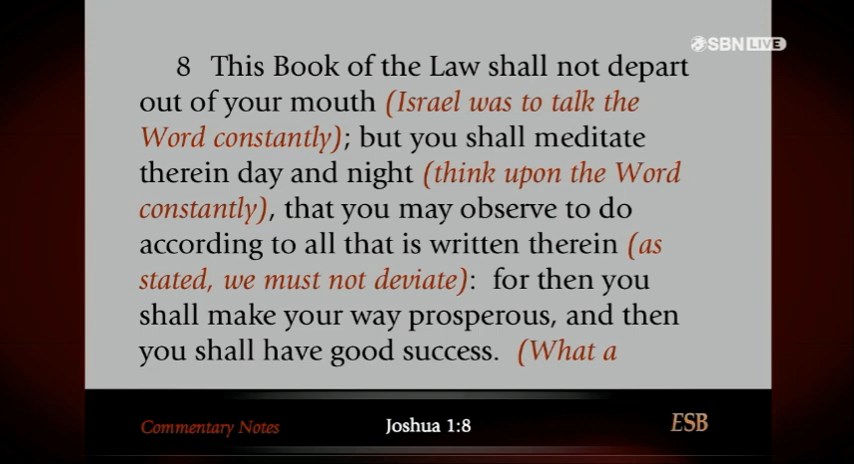 SBN LIVE
8 This Book of the Law shall not depart
out of your mouth (Israel was to talk the
Word constantly); but you shall meditate
therein day and night (think upon the Word
constantly), that you may observe to do
according to all that is written therein (as
stated, we must not deviate): for then you
shall make your way prosperous, and then
you shall have good success. (What a
Commentary Notes
Joshua 1:8
ESB